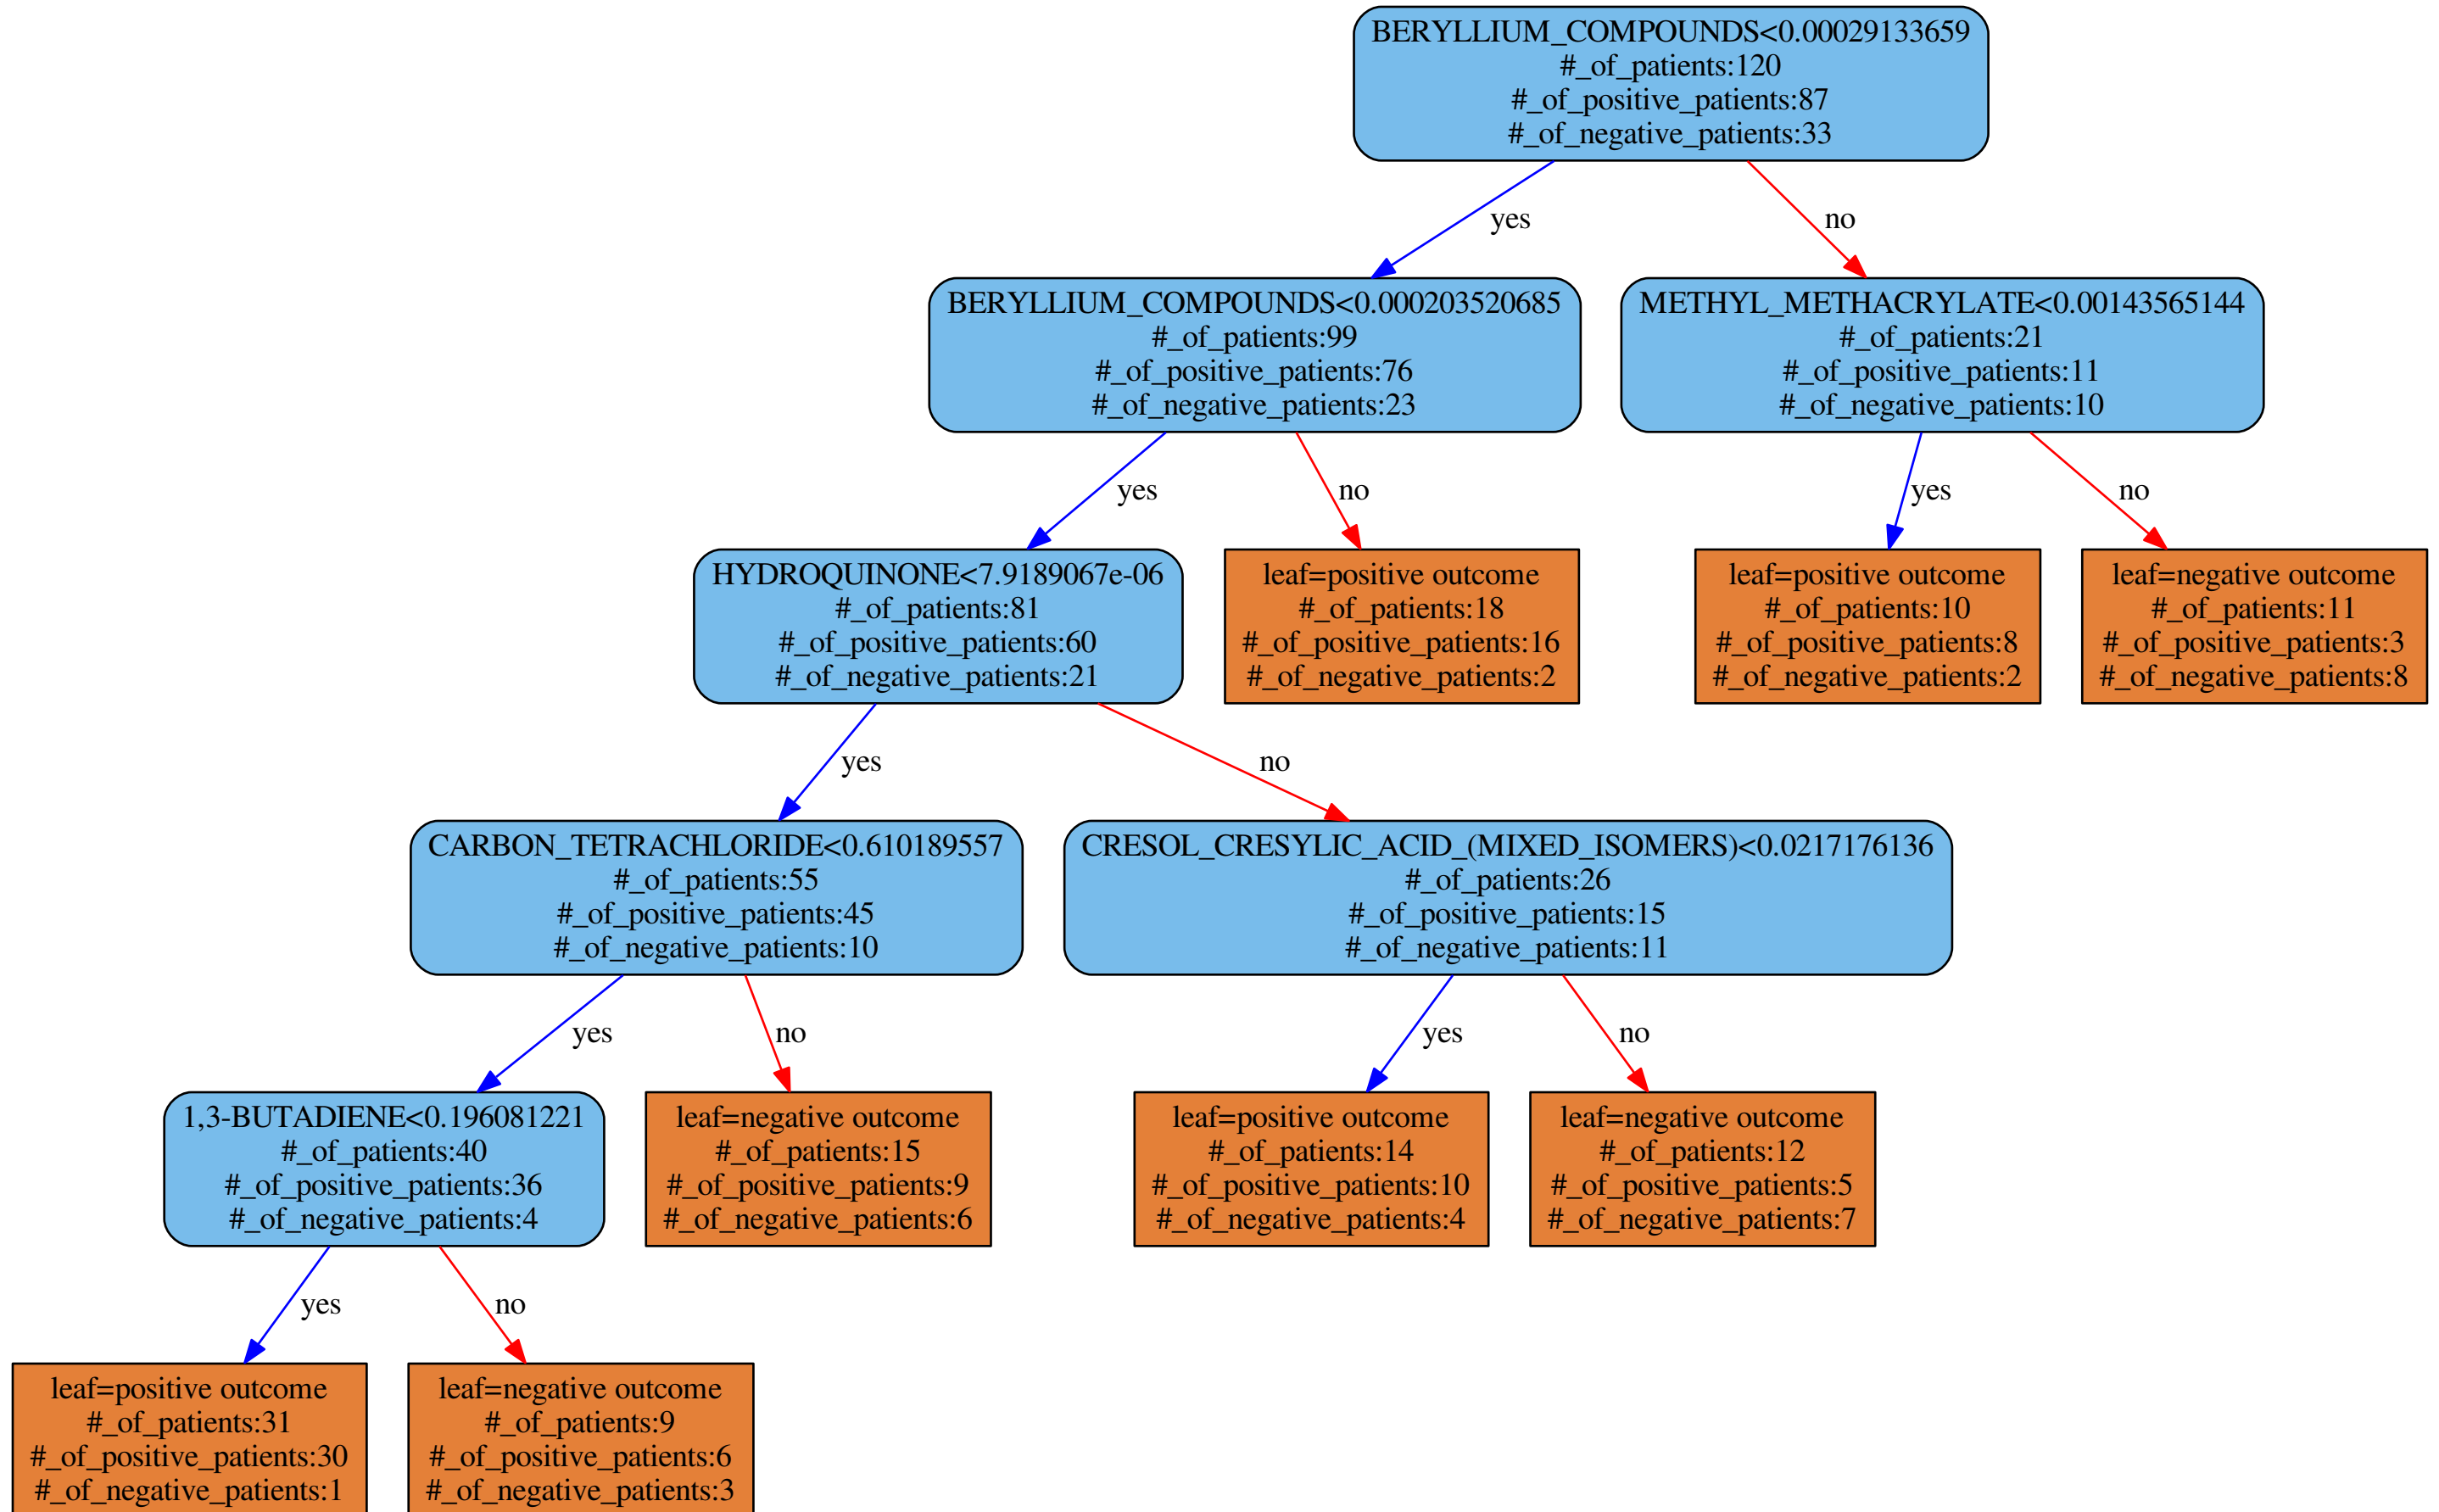 BERYLLIUM_COMPOUNDS<0.00029133659
#_of_patients:120
#_of_positive_patients:87
#_of_negative_patients:33
yes
no
BERYLLIUM_COMPOUNDS<0.000203520685
#_of_patients:99
#_of_positive_patients:76
#_of_negative_patients:23
METHYL_METHACRYLATE<0.00143565144
#_of_patients:21
#_of_positive_patients:11
#_of_negative_patients:10
yes
no
yes
no
HYDROQUINONE<7.9189067e-06
#_of_patients:81
#_of_positive_patients:60
#_of_negative_patients:21
leaf=positive outcome
#_of_patients:18
#_of_positive_patients:16
#_of_negative_patients:2
leaf=positive outcome
#_of_patients:10
#_of_positive_patients:8
#_of_negative_patients:2
leaf=negative outcome
#_of_patients:11
#_of_positive_patients:3
#_of_negative_patients:8
yes
no
CARBON_TETRACHLORIDE<0.610189557
#_of_patients:55
#_of_positive_patients:45
#_of_negative_patients:10
CRESOL_CRESYLIC_ACID_(MIXED_ISOMERS)<0.0217176136
#_of_patients:26
#_of_positive_patients:15
#_of_negative_patients:11
yes
no
yes
no
1,3-BUTADIENE<0.196081221
#_of_patients:40
#_of_positive_patients:36
#_of_negative_patients:4
leaf=negative outcome
#_of_patients:15
#_of_positive_patients:9
#_of_negative_patients:6
leaf=positive outcome
#_of_patients:14
#_of_positive_patients:10
#_of_negative_patients:4
leaf=negative outcome
#_of_patients:12
#_of_positive_patients:5
#_of_negative_patients:7
yes
no
leaf=positive outcome
#_of_patients:31
#_of_positive_patients:30
#_of_negative_patients:1
leaf=negative outcome
#_of_patients:9
#_of_positive_patients:6
#_of_negative_patients:3